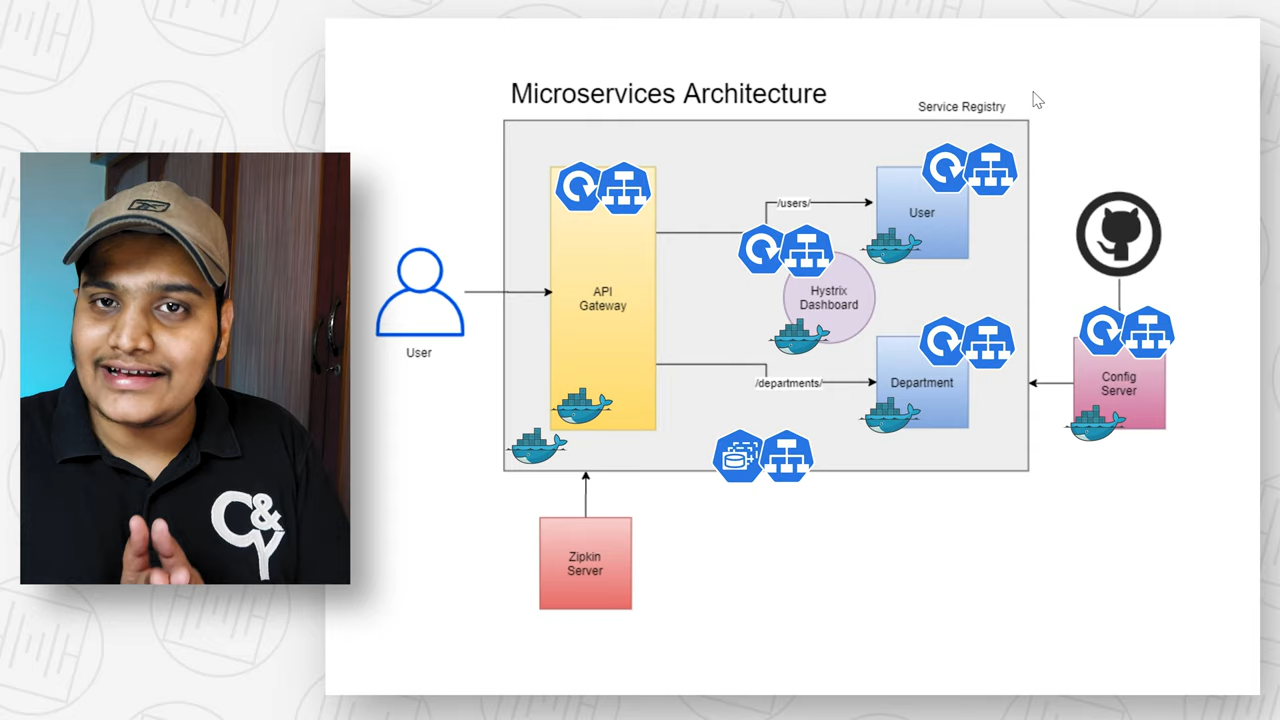 Microservices Architecture
Service Registry
/users/
User
API
Gateway
Hystrix
Dashboard
User
/departments/
Department
Config
Server
Zipkin
Server
C&Y